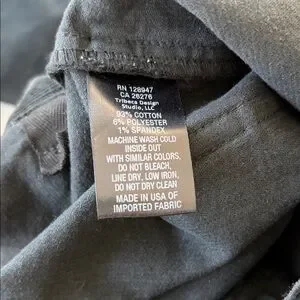 RN 128947
CA 26276
Tribeca Design
Studio, LLC
93% COTTON
6% POLYESTER
1% SPANDEX
MACHINE WASH COLD
INSIDE OUT
WITH SIMILAR COLORS,
DO NOT BLEACH,
LINE DRY, LOW IRON,
DO NOT DRY CLEAN
MADE IN USA OF
IMPORTED FABRIC